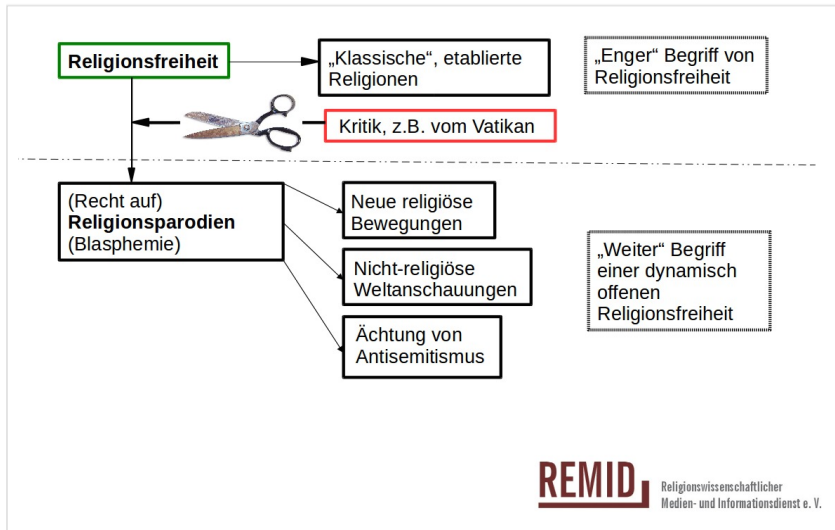 Religionsfreiheit
„Klassische“, etablierte
Religionen
„Enger“ Begriff von
Religionsfreiheit
Kritik, z.B. vom Vatikan
(Recht auf)
Religionsparodien
(Blasphemie)
Neue religiöse
Bewegungen
Nicht-religiöse
Weltanschauungen
Ächtung von
Antisemitismus
„Weiter“ Begriff
einer dynamisch
offenen
Religionsfreiheit
REMID
Religionswissenschaftlicher
Medien- und Informationsdienst e. V.